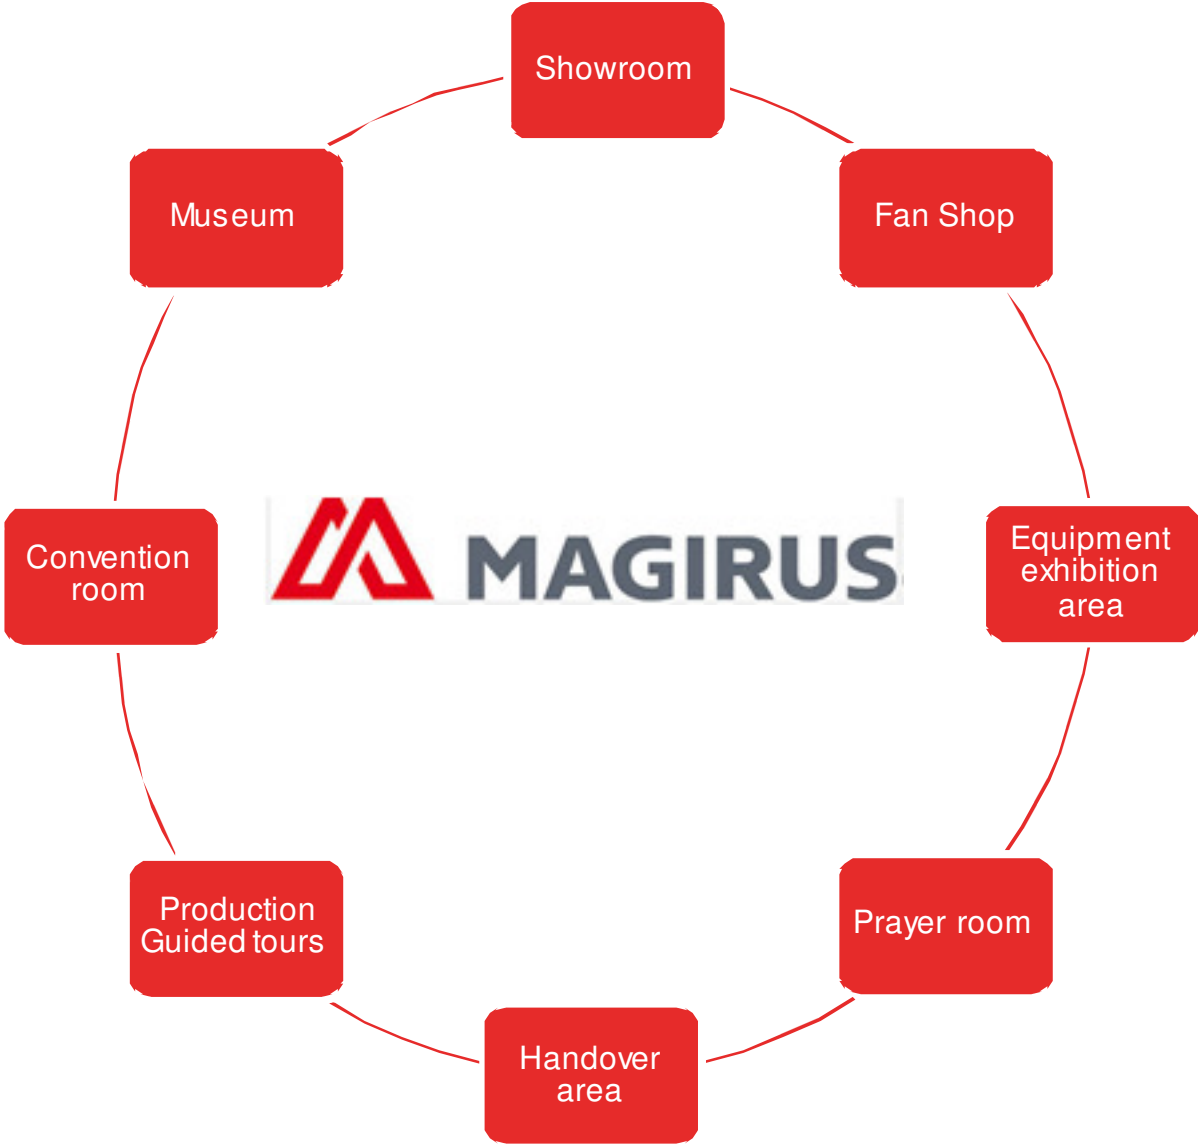 Showroom
Museum
Fan Shop
Convention
room
MAGIRUS
Equipment
exhibition
area
Production
Guided tours
Prayer room
Handover
area